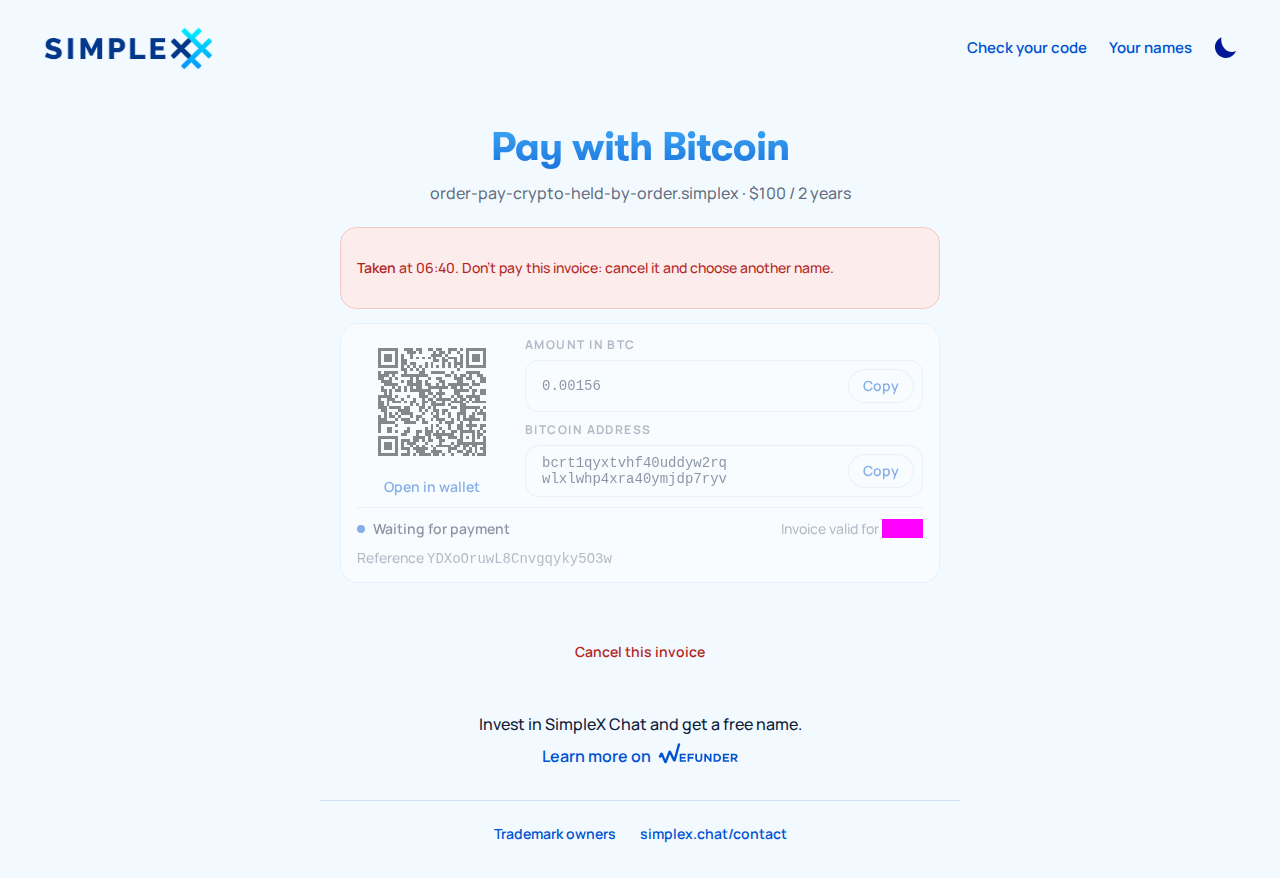 SIMPLEX
Check your code
Your names
Pay with Bitcoin
order-pay-crypto-held-by-order.simplex · $100 / 2 years
Taken at 06:40. Don't pay this invoice: cancel it and choose another name.
AMOUNT IN BTC
0.00156
Copy
BITCOIN ADDRESS
bcrt1qyxtvhf40uddyw2rq
wlxlwhp4xra40ymjdp7ryv
Copy
Open in wallet
Waiting for payment
Invoice valid for
Reference YDXoOruwL8Cnvgqyky5O3w
Cancel this invoice
Invest in SimpleX Chat and get a free name.
Learn more on WEFUNDER
Trademark owners
simplex.chat/contact